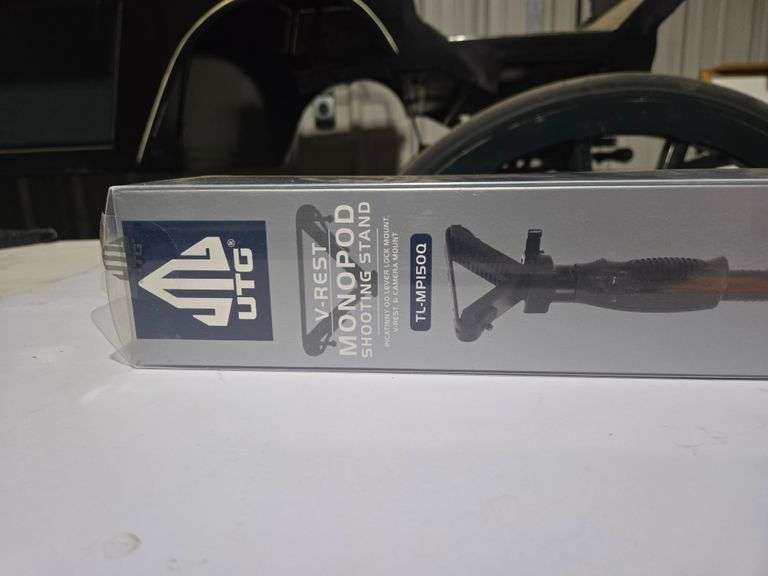 UTG®
V-REST
MONOPOD
SHOOTING STAND
PICATINNY QD LEVER LOCK MOUNT,
V-REST, & CAMERA MOUNT
TL-MP150Q